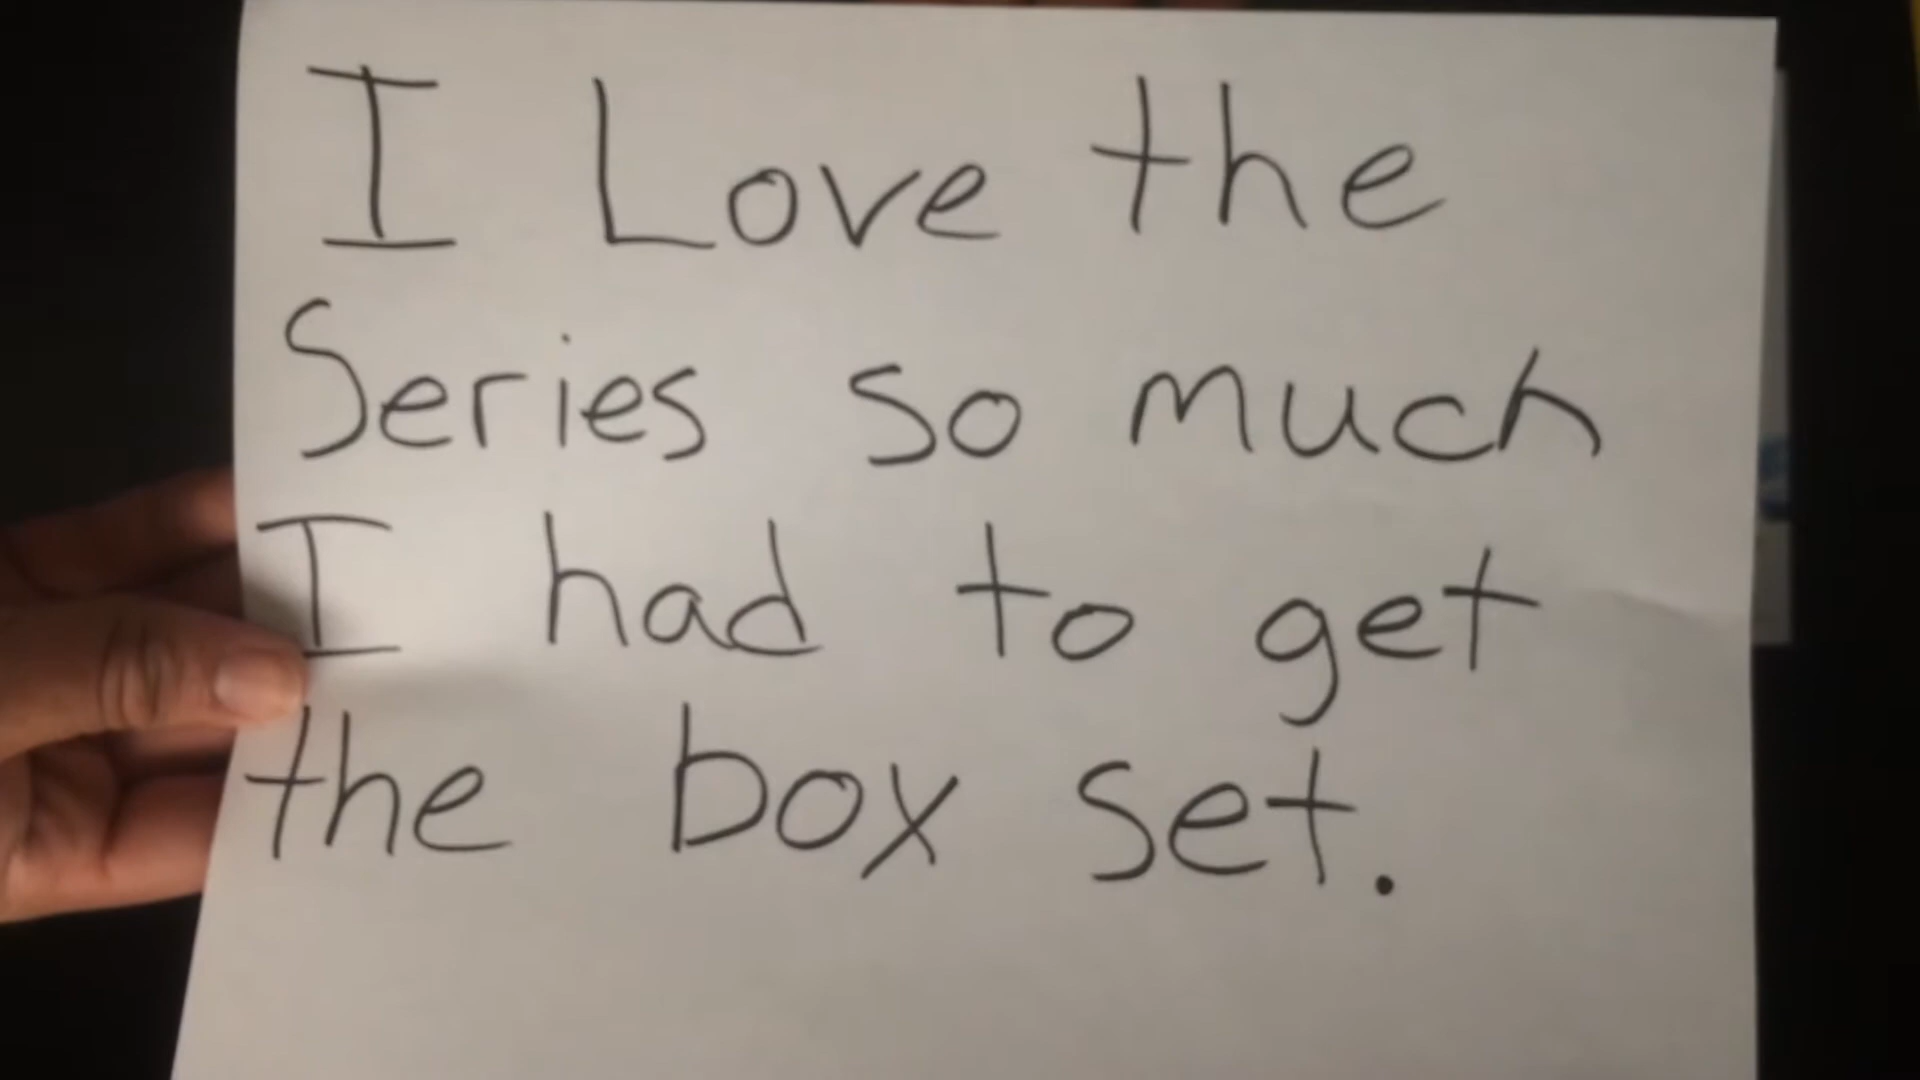 I Love the
Series so much
I had to get
the box set.